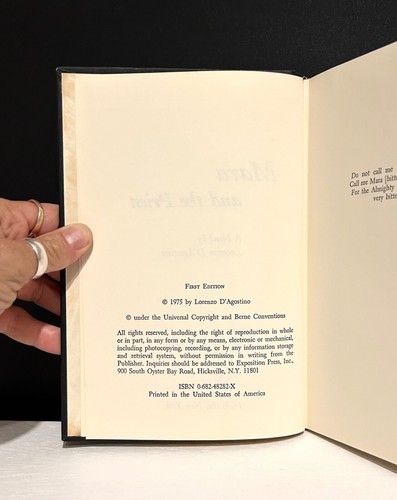 First Edition
© 1975 by Lorenzo D'Agostino
© under the Universal Copyright and Berne Conventions
All rights reserved, including the right of reproduction in whole
or in part, in any form or by any means, electronic or mechanical,
including photocopying, recording, or by any information storage
and retrieval system, without permission in writing from the
Publisher. Inquiries should be addressed to Exposition Press, Inc.,
900 South Oyster Bay Road, Hicksville, N.Y. 11801
ISBN 0-682-48282-X
Printed in the United States of America
Do not call me
Call me Mara [bitt
For the Almighty
very bitte